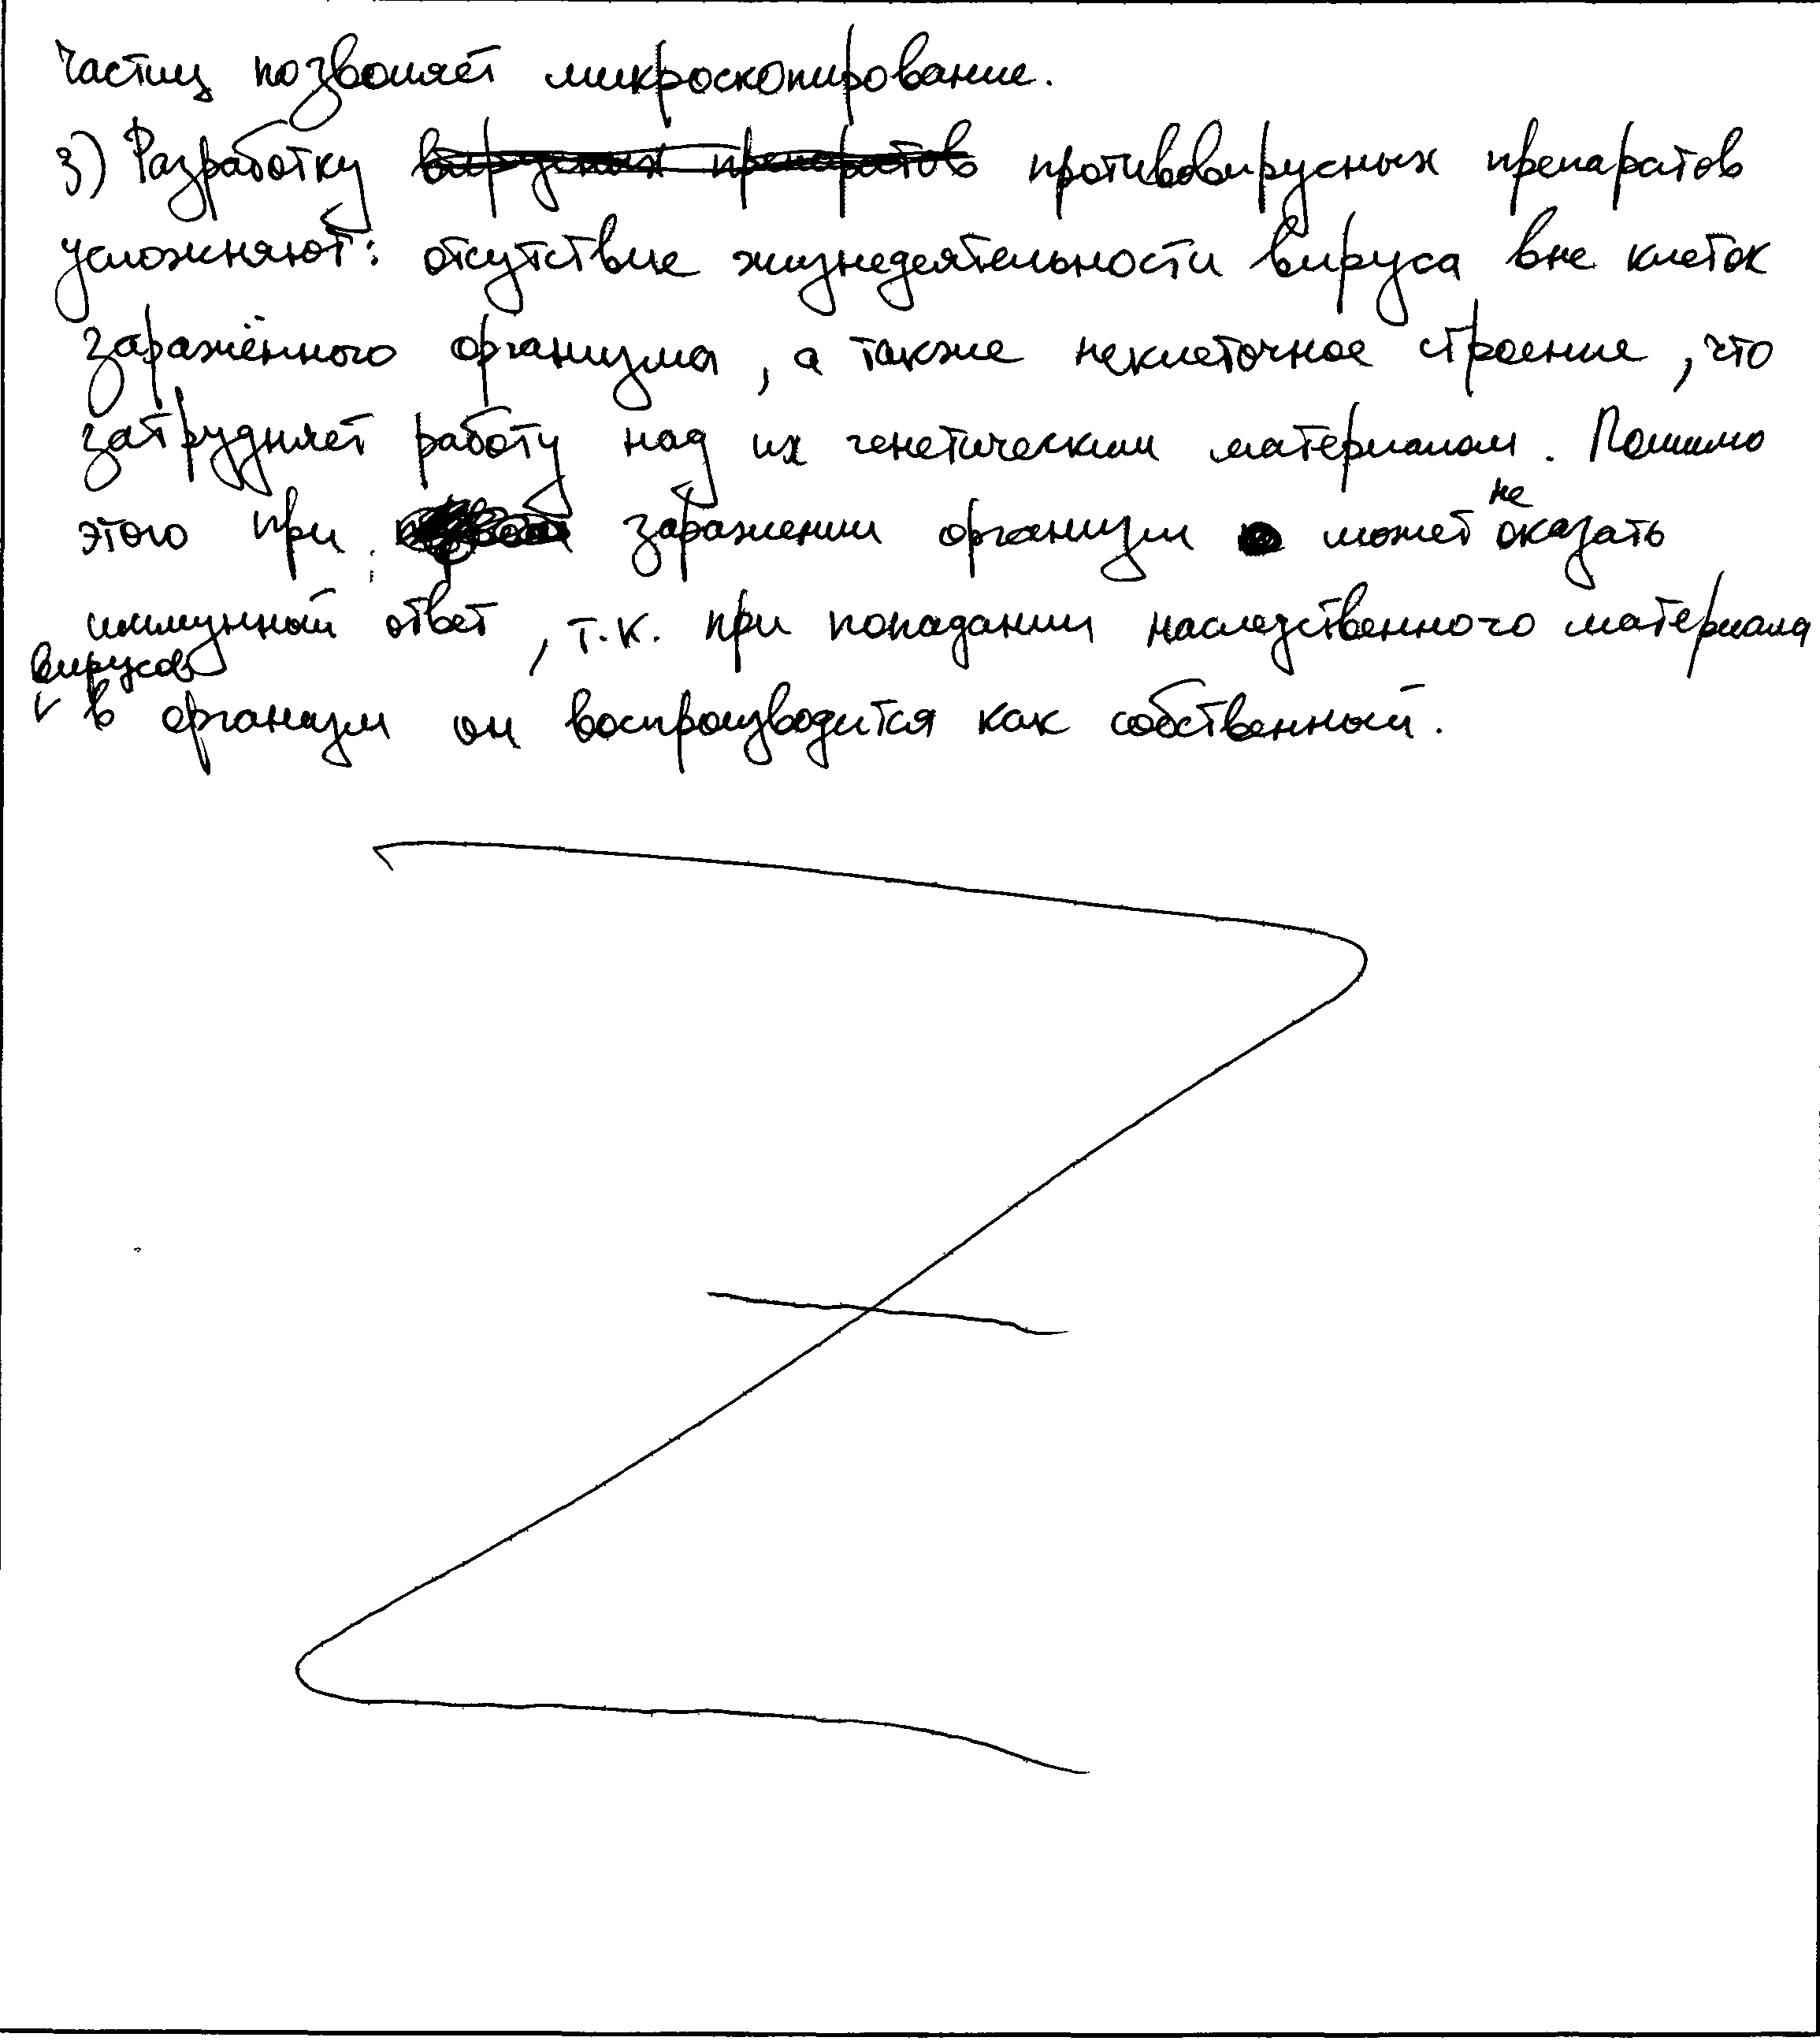 частиц позволяет микроскопирование.
3) Разработку вирусных препаратов противовирусных препаратов
усложняют: отсутствие жизнедеятельности вируса вне клеток
заражённого организма, а также неклеточное строение, что
затрудняет работу над их генетическим материалом. Помимо
этого при заражении организм может не оказать
иммунный ответ, т.к. при попадании наследственного материала
вирусов в организм он воспроизводится как собственный.